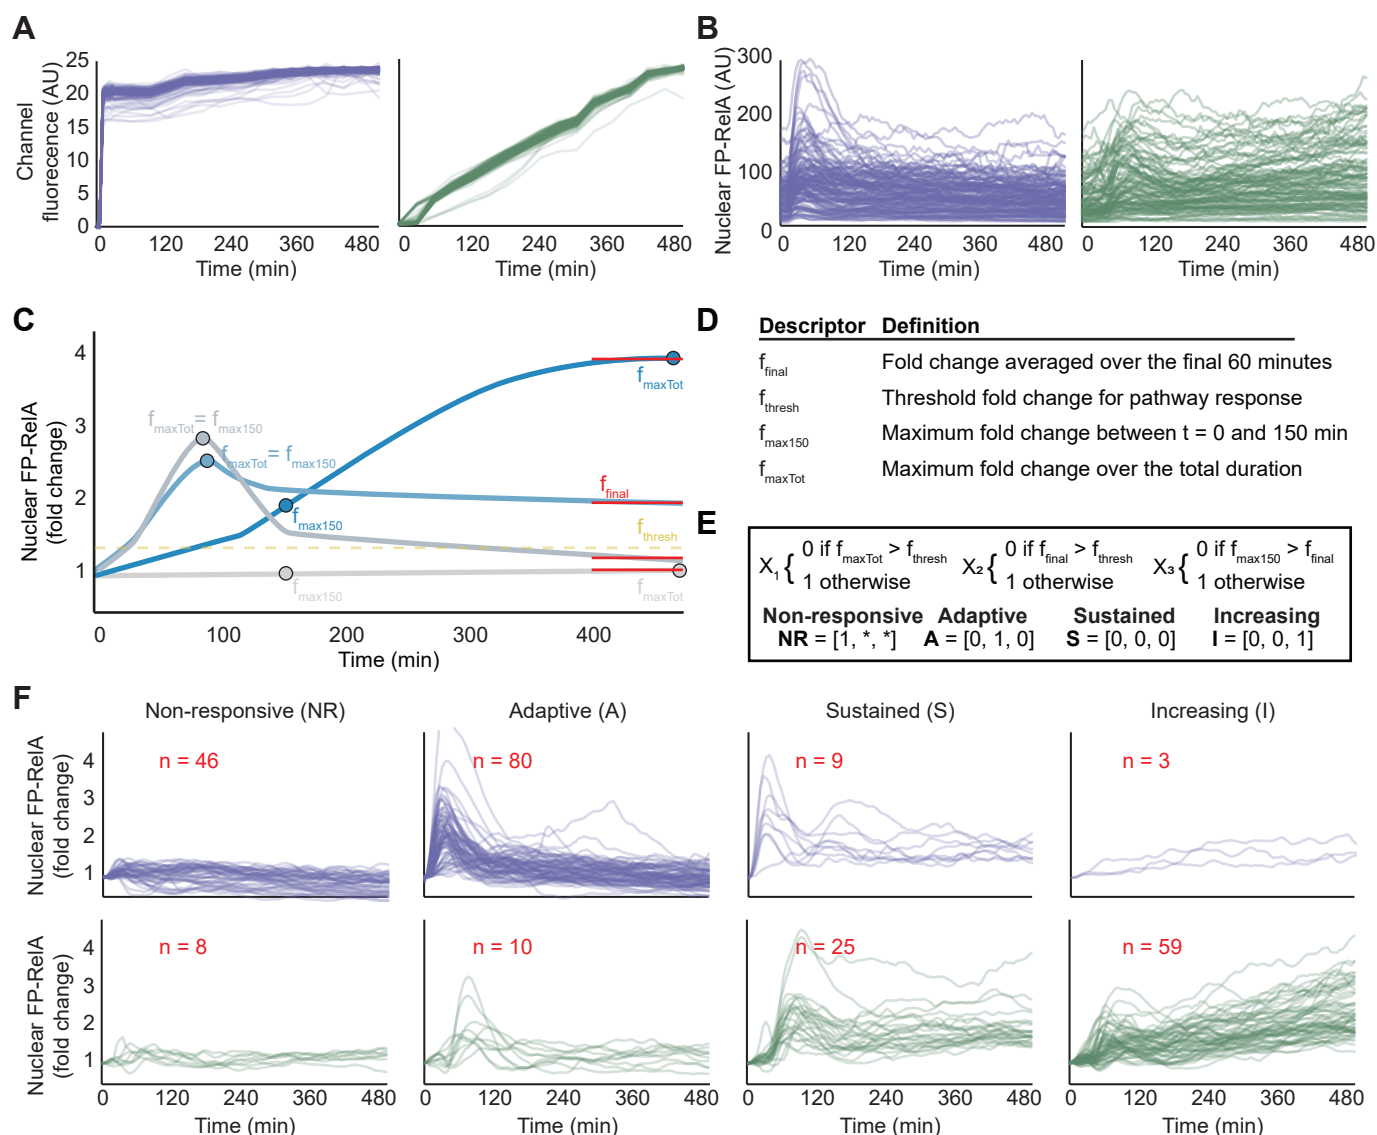 A
Channel
fluorecence (AU)
25
20
15
10
5
0
0 120 240 360 480
Time (min)
0 120 240 360 480
Time (min)
B
Nuclear FP-RelA (AU)
300
200
100
0
0 120 240 360 480
Time (min)
0 120 240 360 480
Time (min)
C
Nuclear FP-RelA
(fold change)
4
3
2
1
0 100 200 300 400
Time (min)
fmaxTot = fmax150
fmaxTot = fmax150
fmaxTot
fmax150
ffinal
fthresh
fmax150
fmaxTot
D
Descriptor Definition
ffinal Fold change averaged over the final 60 minutes
fthresh Threshold fold change for pathway response
fmax150 Maximum fold change between t = 0 and 150 min
fmaxTot Maximum fold change over the total duration
E
X1 { 0 if fmaxTot > fthresh 1 otherwise
X2 { 0 if ffinal > fthresh 1 otherwise
X3 { 0 if fmax150 > ffinal 1 otherwise
Non-responsive Adaptive Sustained Increasing
NR = [1, *, *] A = [0, 1, 0] S = [0, 0, 0] I = [0, 0, 1]
F
Non-responsive (NR) Adaptive (A) Sustained (S) Increasing (I)
Nuclear FP-RelA
(fold change)
4
3
2
1
n = 46 n = 80 n = 9 n = 3
Nuclear FP-RelA
(fold change)
4
3
2
1
n = 8 n = 10 n = 25 n = 59
0 120 240 360 480 0 120 240 360 480 0 120 240 360 480 0 120 240 360 480
Time (min) Time (min) Time (min) Time (min)